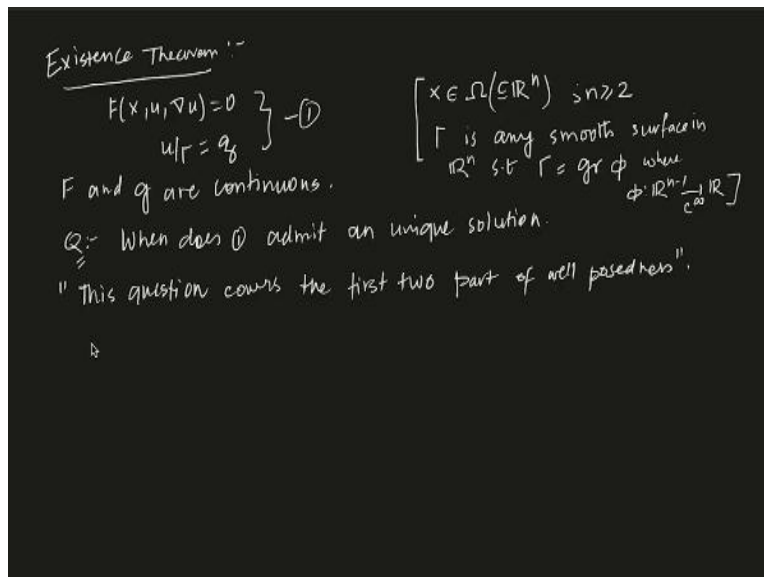 Existence Theorem :-
F(x, u, ∇u) = 0 } - ①
u|Γ = g
[x ∈ Ω(⊆ℝⁿ) ; n ≥ 2
Γ is any smooth surface in
ℝⁿ s.t Γ = gr φ where
φ: ℝⁿ⁻¹ →_{C^∞} ℝ]
F and g are continuous.
Q:- When does ① admit an unique solution.
"This question covers the first two part of well posedness".